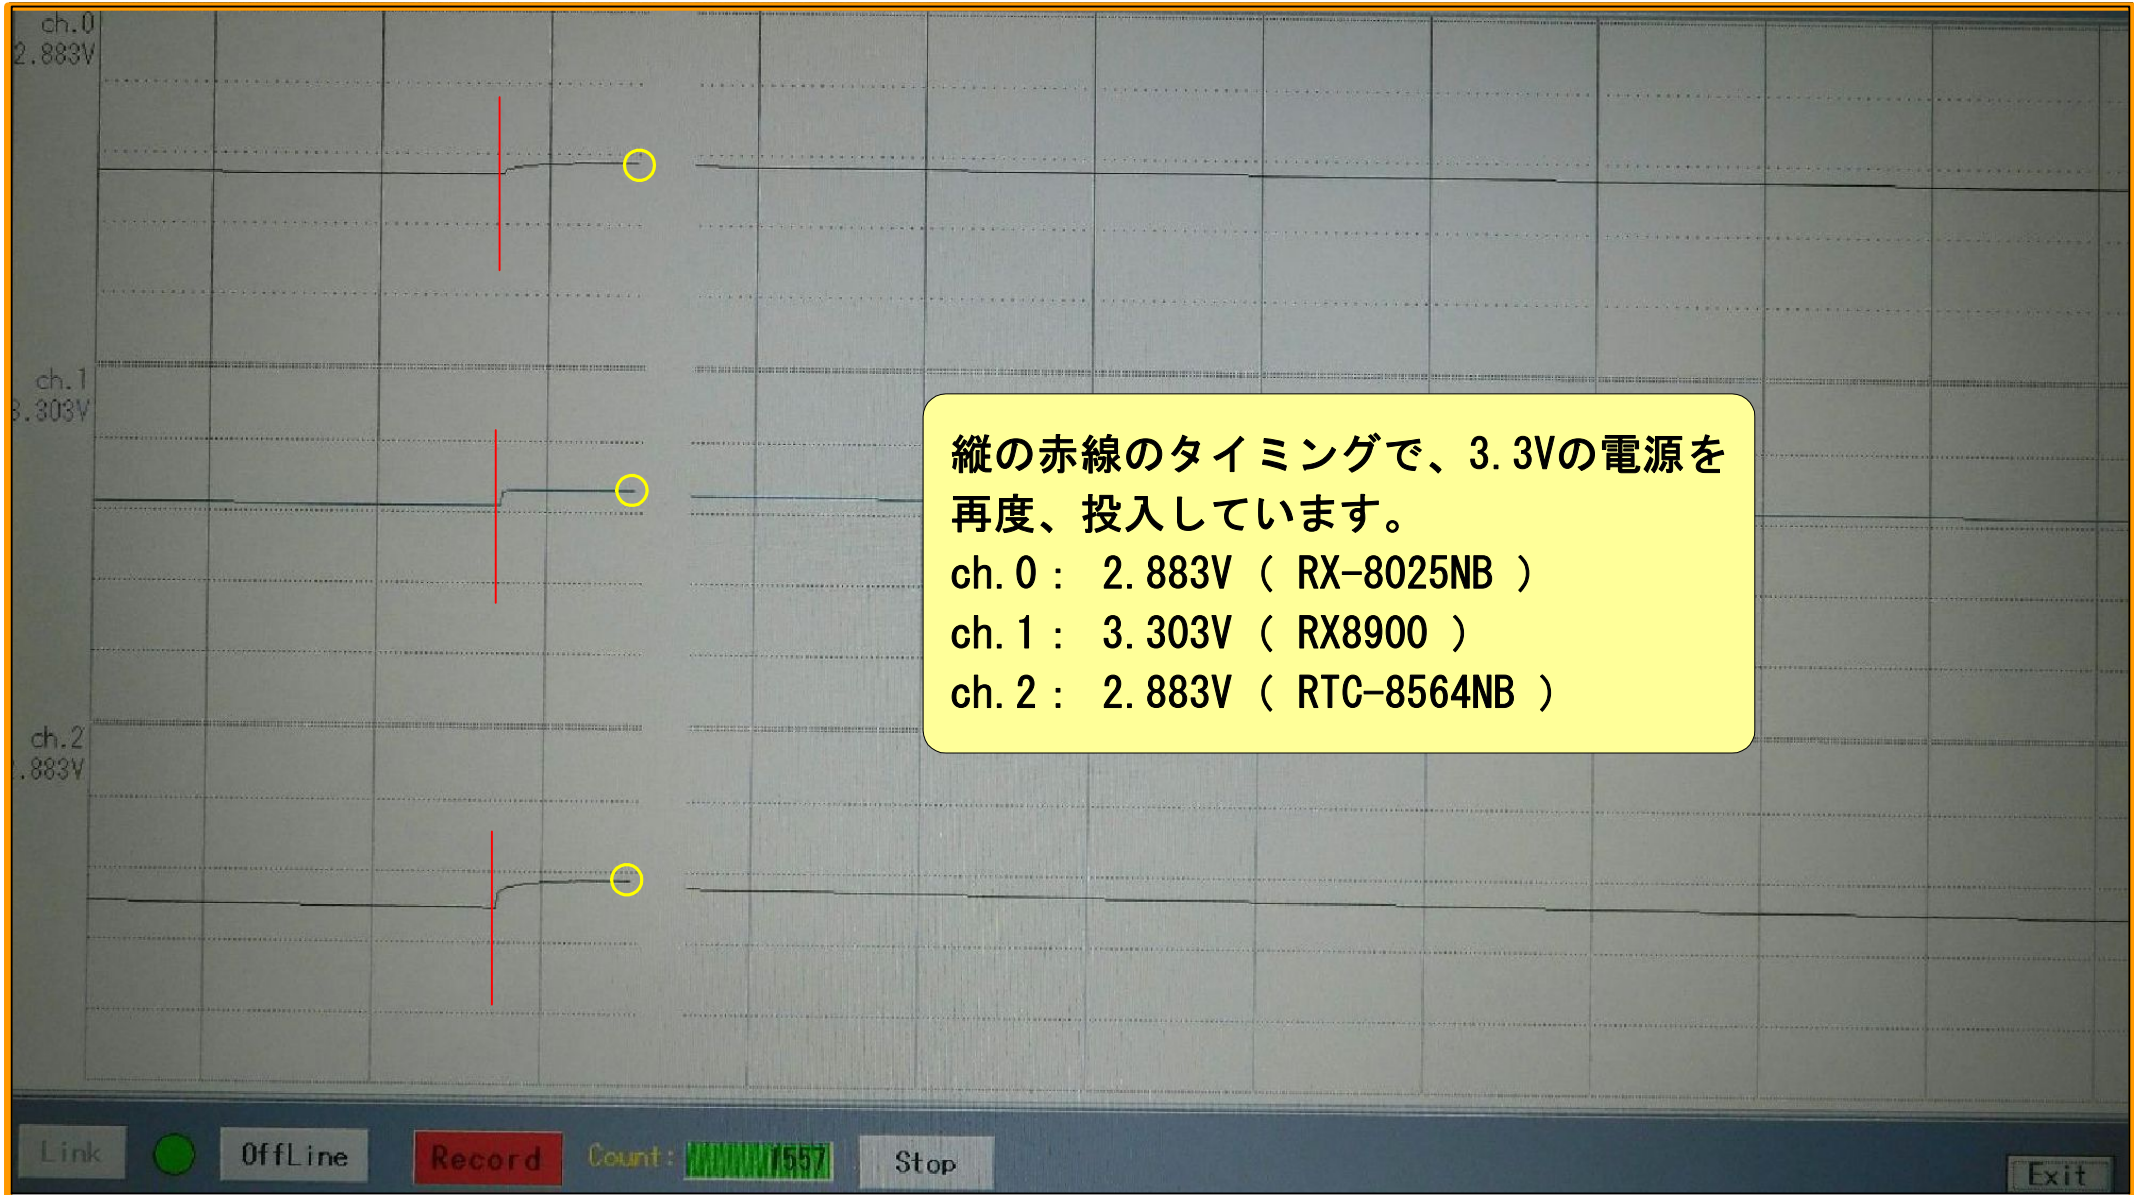 ch.0
2.883V
ch.1
3.303V
縦の赤線のタイミングで、3.3Vの電源を
再度、投入しています。
ch.0： 2.883V（ RX-8025NB ）
ch.1： 3.303V（ RX8900 ）
ch.2： 2.883V（ RTC-8564NB ）
ch.2
.883V
Link
OffLine
Record
Count:
1557
Stop
Exit